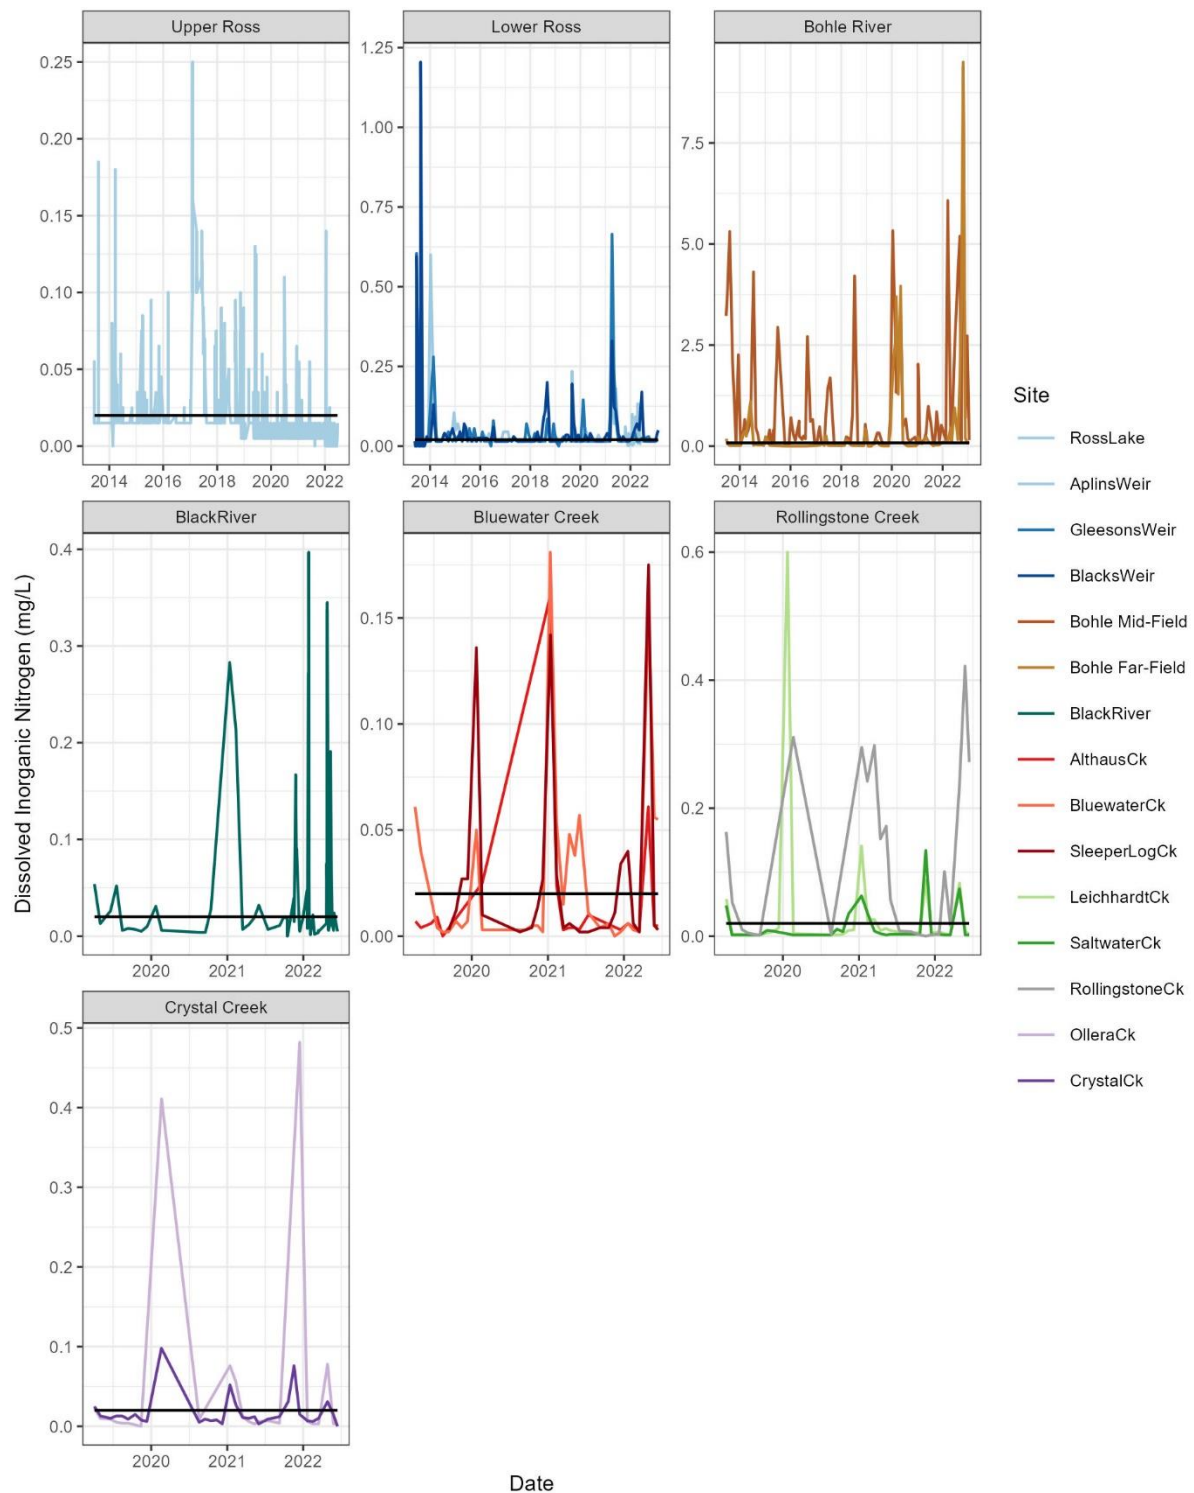 Upper Ross
Lower Ross
Bohle River
0.25
0.20
0.15
0.10
0.05
0.00
2014 2016 2018 2020 2022
1.25
1.00
0.75
0.50
0.25
0.00
2014 2016 2018 2020 2022
7.5
5.0
2.5
0.0
2014 2016 2018 2020 2022
BlackRiver
Bluewater Creek
Rollingstone Creek
0.4
0.3
0.2
0.1
0.0
2020 2021 2022
0.15
0.10
0.05
0.00
2020 2021 2022
0.6
0.4
0.2
0.0
2020 2021 2022
Crystal Creek
0.5
0.4
0.3
0.2
0.1
0.0
2020 2021 2022
Dissolved Inorganic Nitrogen (mg/L)
Date
Site
RossLake
AplinsWeir
GleesonsWeir
BlacksWeir
Bohle Mid-Field
Bohle Far-Field
BlackRiver
AlthausCk
BluewaterCk
SleeperLogCk
LeichhardtCk
SaltwaterCk
RollingstoneCk
OlleraCk
CrystalCk